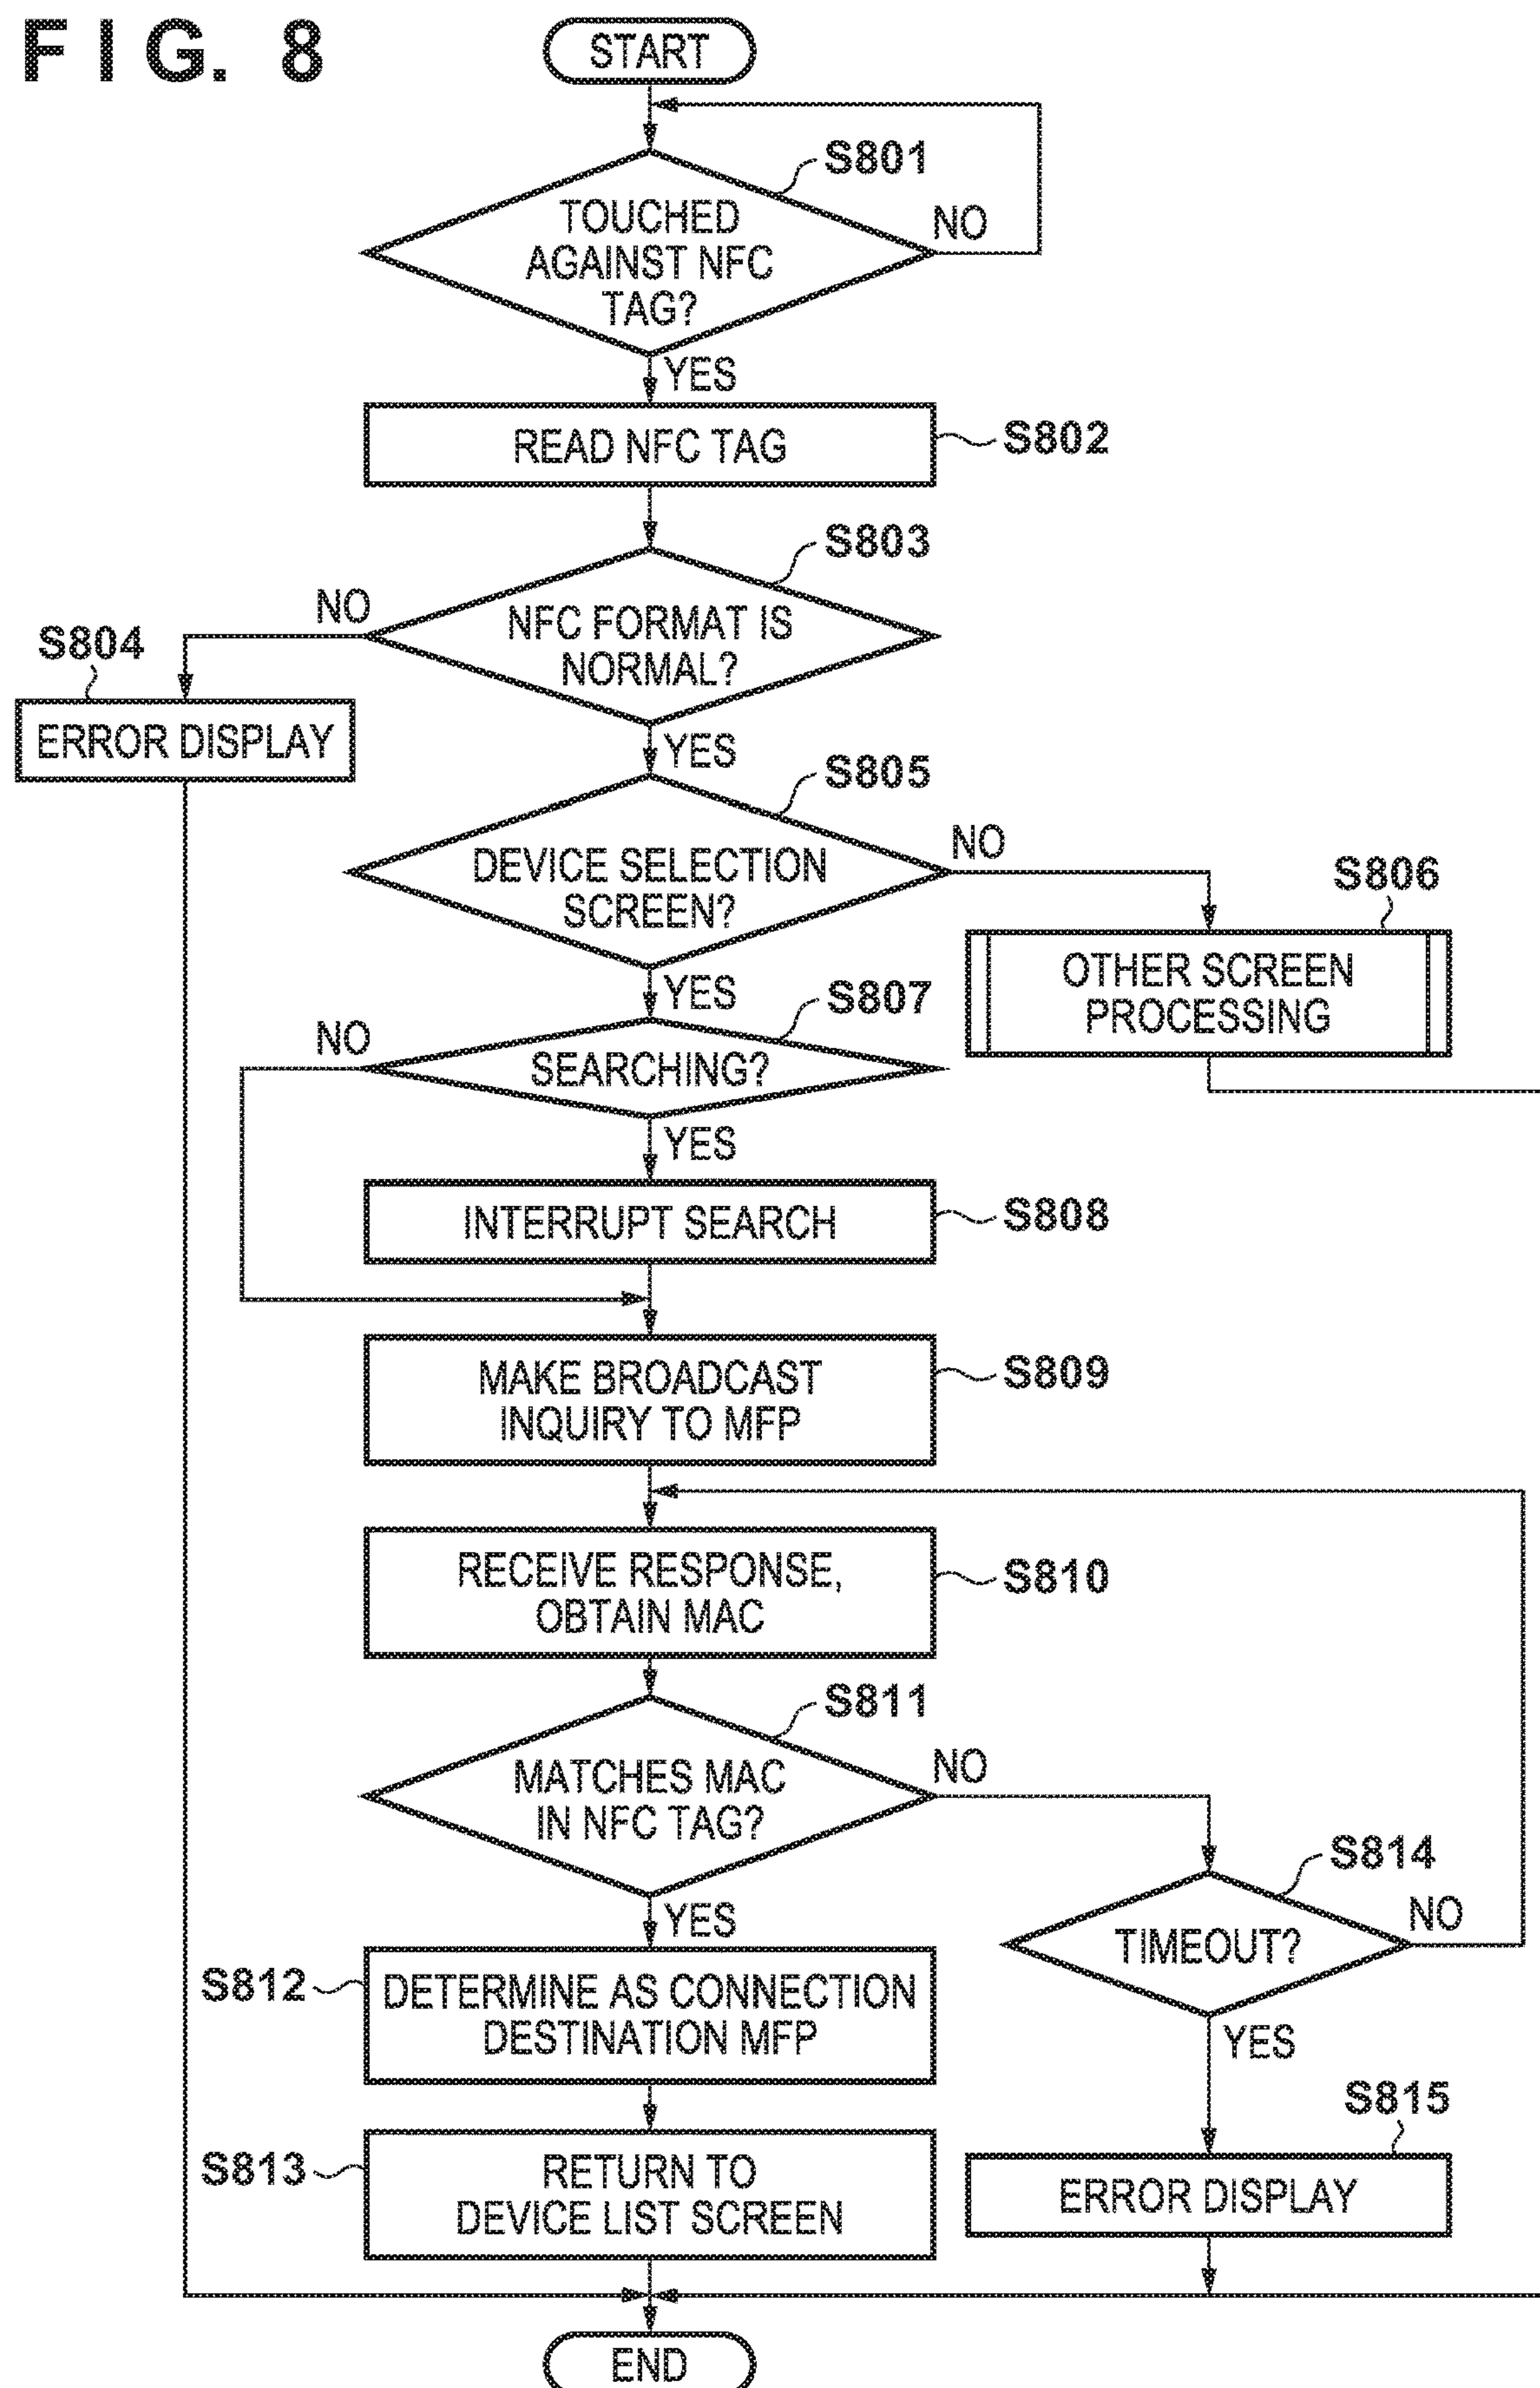 FIG. 8
START
S801
TOUCHED
AGAINST NFC
TAG?
NO
YES
READ NFC TAG
S802
S803
NFC FORMAT IS
NORMAL?
NO
S804
ERROR DISPLAY
YES
S805
DEVICE SELECTION
SCREEN?
NO
S806
OTHER SCREEN
PROCESSING
YES
S807
SEARCHING?
NO
YES
INTERRUPT SEARCH
S808
MAKE BROADCAST
INQUIRY TO MFP
S809
RECEIVE RESPONSE,
OBTAIN MAC
S810
S811
MATCHES MAC
IN NFC TAG?
NO
S814
TIMEOUT?
NO
YES
S812
DETERMINE AS CONNECTION
DESTINATION MFP
YES
S815
S813
RETURN TO
DEVICE LIST SCREEN
ERROR DISPLAY
END